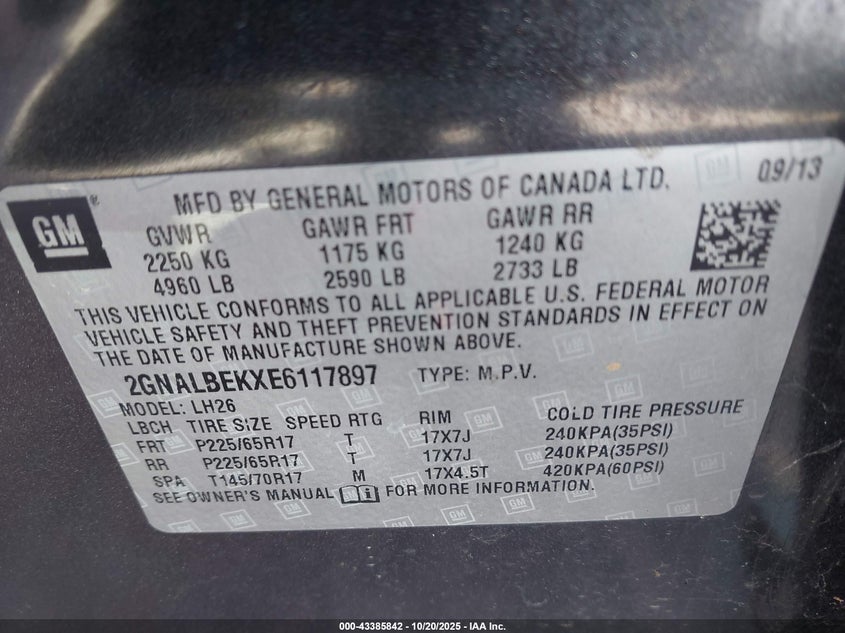 MFD BY GENERAL MOTORS OF CANADA LTD. 09/13
GM ®
GVWR GAWR FRT GAWR RR
2250 KG 1175 KG 1240 KG
4960 LB 2590 LB 2733 LB
THIS VEHICLE CONFORMS TO ALL APPLICABLE U.S. FEDERAL MOTOR
VEHICLE SAFETY AND THEFT PREVENTION STANDARDS IN EFFECT ON
THE DATE OF MANUFACTURE SHOWN ABOVE.
2GNALBEKXE6117897 TYPE: M.P.V.
MODEL: LH26
LBCH TIRE SIZE SPEED RTG RIM COLD TIRE PRESSURE
FRT P225/65R17 T 17X7J 240KPA(35PSI)
RR P225/65R17 T 17X7J 240KPA(35PSI)
SPA T145/70R17 M 17X4.5T 420KPA(60PSI)
SEE OWNER'S MANUAL FOR MORE INFORMATION.
000-43385842 - 10/20/2025 - IAA Inc.